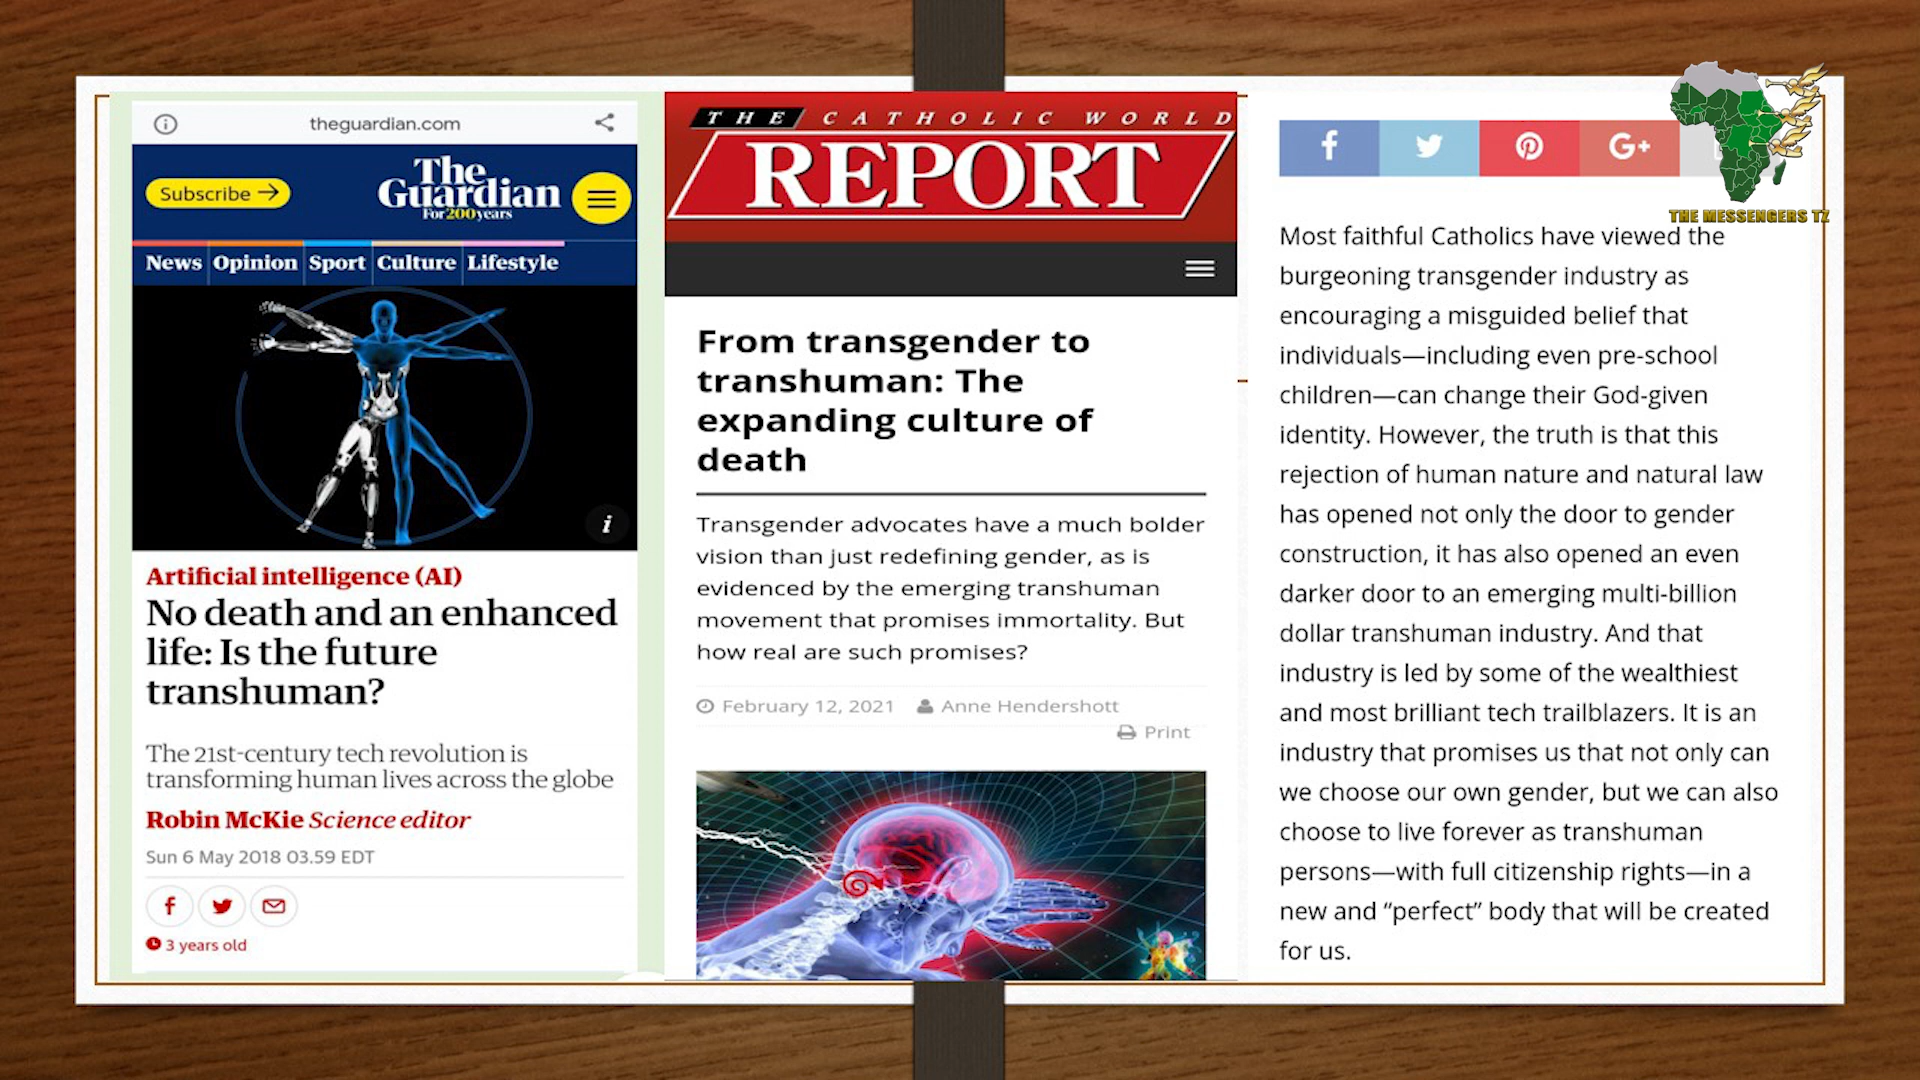 theguardian.com
Subscribe →
The
Guardian
For 200 years
News Opinion Sport Culture Lifestyle
i
Artificial intelligence (AI)
No death and an enhanced
life: Is the future
transhuman?
The 21st-century tech revolution is
transforming human lives across the globe
Robin McKie Science editor
Sun 6 May 2018 03.59 EDT
3 years old
THE CATHOLIC WORLD
REPORT
From transgender to
transhuman: The
expanding culture of
death
Transgender advocates have a much bolder
vision than just redefining gender, as is
evidenced by the emerging transhuman
movement that promises immortality. But
how real are such promises?
February 12, 2021 Anne Hendershott
Print
f G+
THE MESSENGERS TZ
Most faithful Catholics have viewed the
burgeoning transgender industry as
encouraging a misguided belief that
individuals—including even pre-school
children—can change their God-given
identity. However, the truth is that this
rejection of human nature and natural law
has opened not only the door to gender
construction, it has also opened an even
darker door to an emerging multi-billion
dollar transhuman industry. And that
industry is led by some of the wealthiest
and most brilliant tech trailblazers. It is an
industry that promises us that not only can
we choose our own gender, but we can also
choose to live forever as transhuman
persons—with full citizenship rights—in a
new and “perfect” body that will be created
for us.